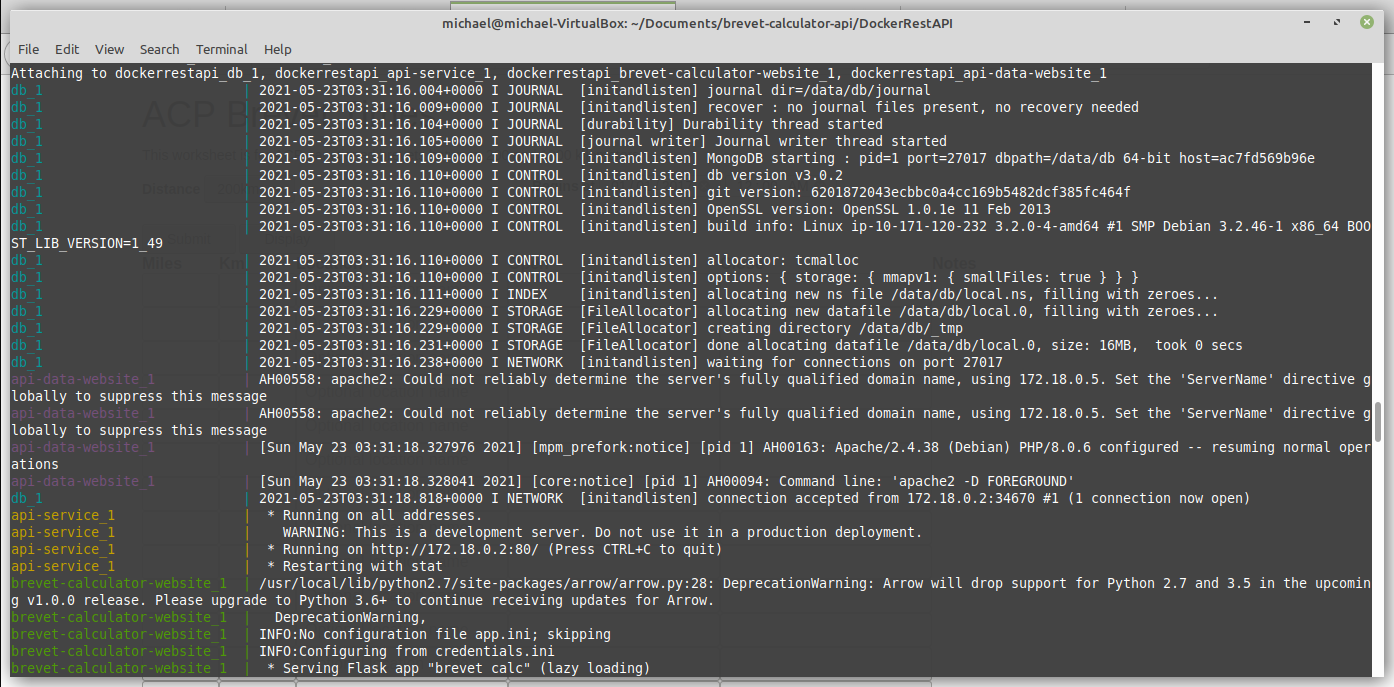 michael@michael-VirtualBox: ~/Documents/brevet-calculator-api/DockerRestAPI
File Edit View Search Terminal Help
Attaching to dockerrestapi_db_1, dockerrestapi_api-service_1, dockerrestapi_brevet-calculator-website_1, dockerrestapi_api-data-website_1
db_1 | 2021-05-23T03:31:16.004+0000 I JOURNAL [initandlisten] journal dir=/data/db/journal
db_1 | 2021-05-23T03:31:16.009+0000 I JOURNAL [initandlisten] recover : no journal files present, no recovery needed
db_1 | 2021-05-23T03:31:16.104+0000 I JOURNAL [durability] Durability thread started
db_1 | 2021-05-23T03:31:16.105+0000 I JOURNAL [journal writer] Journal writer thread started
db_1 | 2021-05-23T03:31:16.109+0000 I CONTROL [initandlisten] MongoDB starting : pid=1 port=27017 dbpath=/data/db 64-bit host=ac7fd569b96e
db_1 | 2021-05-23T03:31:16.110+0000 I CONTROL [initandlisten] db version v3.0.2
db_1 | 2021-05-23T03:31:16.110+0000 I CONTROL [initandlisten] git version: 6201872043ecbbc0a4cc169b5482dcf385fc464f
db_1 | 2021-05-23T03:31:16.110+0000 I CONTROL [initandlisten] OpenSSL version: OpenSSL 1.0.1e 11 Feb 2013
db_1 | 2021-05-23T03:31:16.110+0000 I CONTROL [initandlisten] build info: Linux ip-10-171-120-232 3.2.0-4-amd64 #1 SMP Debian 3.2.46-1 x86_64 BOO
ST_LIB_VERSION=1_49
db_1 | 2021-05-23T03:31:16.110+0000 I CONTROL [initandlisten] allocator: tcmalloc
db_1 | 2021-05-23T03:31:16.110+0000 I CONTROL [initandlisten] options: { storage: { mmapv1: { smallFiles: true } } }
db_1 | 2021-05-23T03:31:16.111+0000 I INDEX [initandlisten] allocating new ns file /data/db/local.ns, filling with zeroes...
db_1 | 2021-05-23T03:31:16.229+0000 I STORAGE [FileAllocator] allocating new datafile /data/db/local.0, filling with zeroes...
db_1 | 2021-05-23T03:31:16.229+0000 I STORAGE [FileAllocator] creating directory /data/db/_tmp
db_1 | 2021-05-23T03:31:16.231+0000 I STORAGE [FileAllocator] done allocating datafile /data/db/local.0, size: 16MB, took 0 secs
db_1 | 2021-05-23T03:31:16.238+0000 I NETWORK [initandlisten] waiting for connections on port 27017
api-data-website_1 | AH00558: apache2: Could not reliably determine the server's fully qualified domain name, using 172.18.0.5. Set the 'ServerName' directive g
lobally to suppress this message
api-data-website_1 | AH00558: apache2: Could not reliably determine the server's fully qualified domain name, using 172.18.0.5. Set the 'ServerName' directive g
lobally to suppress this message
api-data-website_1 | [Sun May 23 03:31:18.327976 2021] [mpm_prefork:notice] [pid 1] AH00163: Apache/2.4.38 (Debian) PHP/8.0.6 configured -- resuming normal oper
ations
api-data-website_1 | [Sun May 23 03:31:18.328041 2021] [core:notice] [pid 1] AH00094: Command line: 'apache2 -D FOREGROUND'
db_1 | 2021-05-23T03:31:18.818+0000 I NETWORK [initandlisten] connection accepted from 172.18.0.2:34670 #1 (1 connection now open)
api-service_1 | * Running on all addresses.
api-service_1 | WARNING: This is a development server. Do not use it in a production deployment.
api-service_1 | * Running on http://172.18.0.2:80/ (Press CTRL+C to quit)
api-service_1 | * Restarting with stat
brevet-calculator-website_1 | /usr/local/lib/python2.7/site-packages/arrow/arrow.py:28: DeprecationWarning: Arrow will drop support for Python 2.7 and 3.5 in the upcomin
g v1.0.0 release. Please upgrade to Python 3.6+ to continue receiving updates for Arrow.
brevet-calculator-website_1 | DeprecationWarning,
brevet-calculator-website_1 | INFO:No configuration file app.ini; skipping
brevet-calculator-website_1 | INFO:Configuring from credentials.ini
brevet-calculator-website_1 | * Serving Flask app "brevet_calc" (lazy loading)